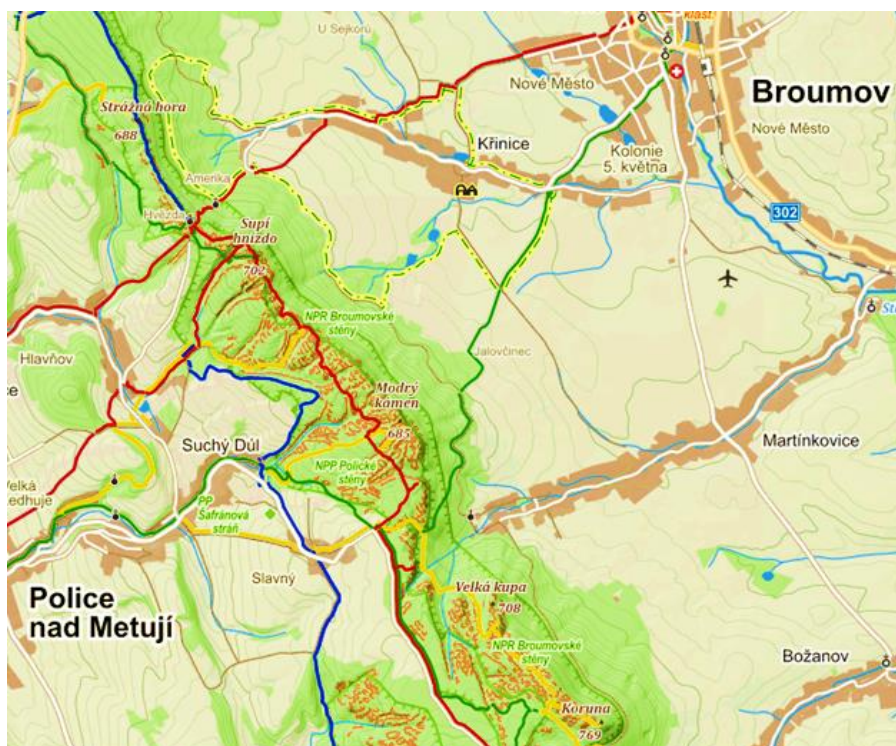 U Sejkorů
klášt.
Nové Město
Broumov
Nové Město
Strážná hora
688
Křinice
Kolonie
5. května
Amerika
Hvězda
302
Supí
hnízdo
702
NPR Broumovské
stěny
Hlavňov
Jalovčinec
Modrý
kámen
685
Suchý Důl
Martínkovice
NPP Polické
stěny
Velká
PP
Šafránová
stráň
Slavný
Police
nad Metují
Velká kupa
708
NPR Broumovské
stěny
Božanov
Koruna
769